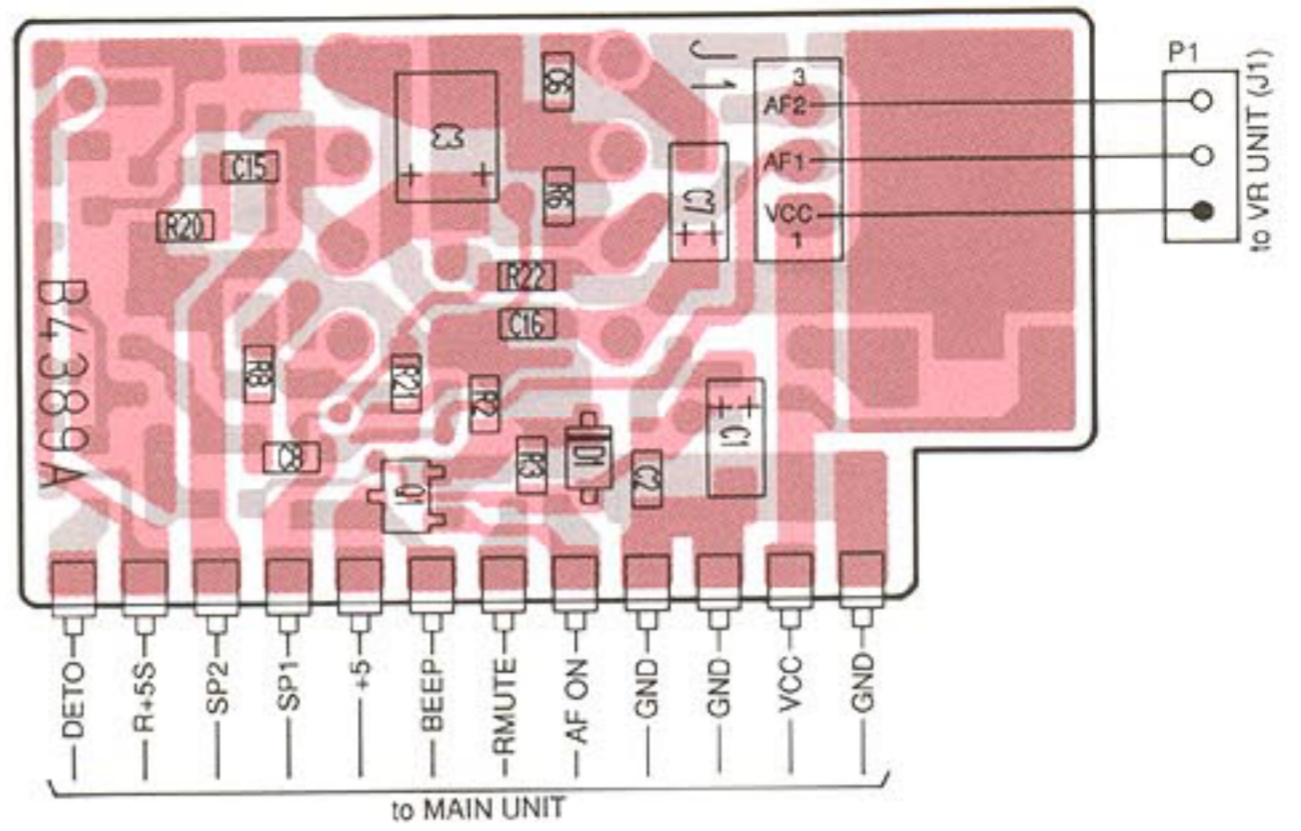 P1
J1
3
AF2
AF1
VCC
1
to VR UNIT (J1)
C3
C15
R20
R6
C7
R22
C16
B4389A
R8
R21
R2
C1
C8
R3
D1
C2
Q1
DETO
R+5S
SP2
SP1
+5
BEEP
RMUTE
AF ON
GND
GND
VCC
GND
to MAIN UNIT